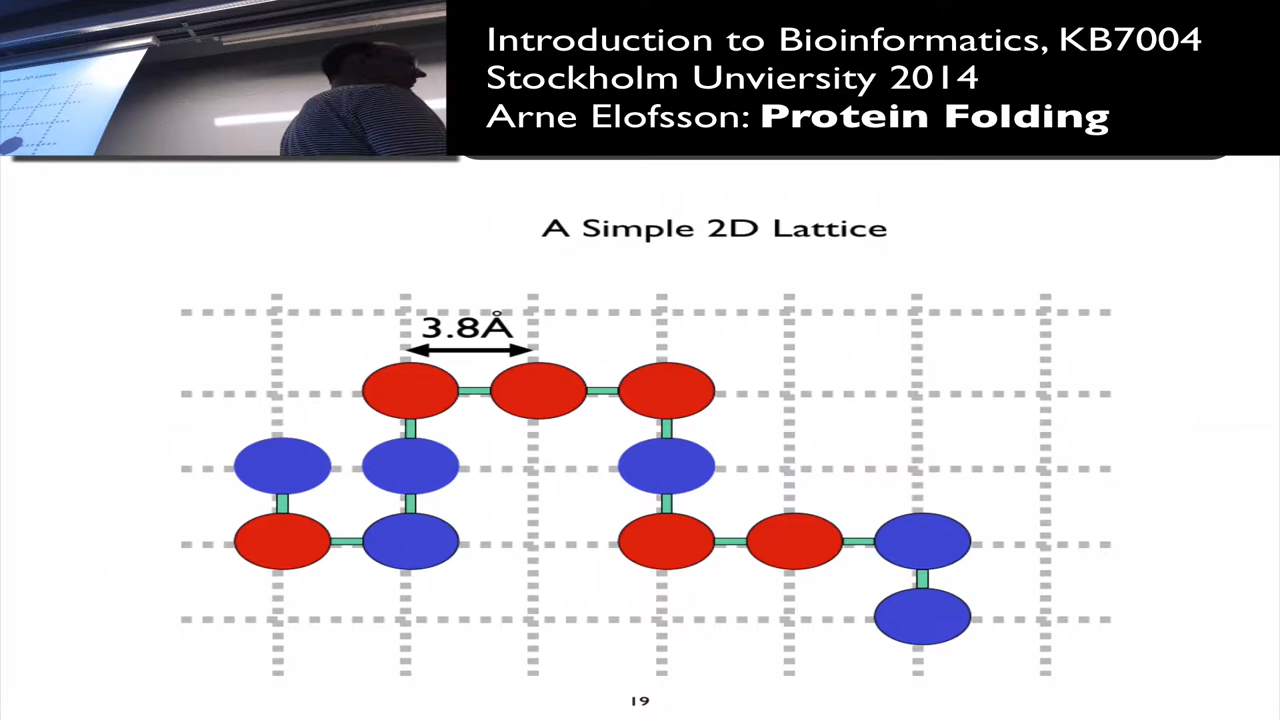 Introduction to Bioinformatics, KB7004
Stockholm Unviersity 2014
Arne Elofsson: Protein Folding
A Simple 2D Lattice
3.8Å
19